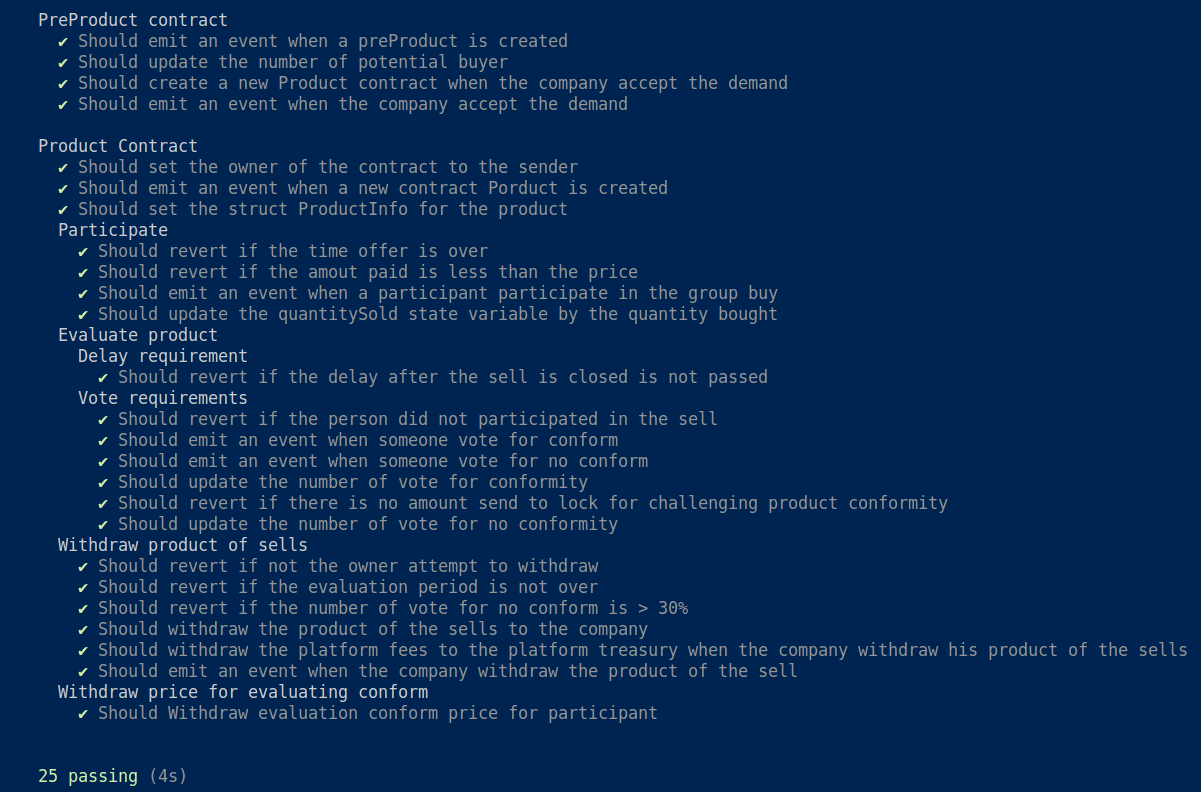 PreProduct contract
✔ Should emit an event when a preProduct is created
✔ Should update the number of potential buyer
✔ Should create a new Product contract when the company accept the demand
✔ Should emit an event when the company accept the demand
Product Contract
✔ Should set the owner of the contract to the sender
✔ Should emit an event when a new contract Porduct is created
✔ Should set the struct ProductInfo for the product
Participate
✔ Should revert if the time offer is over
✔ Should revert if the amout paid is less than the price
✔ Should emit an event when a participant participate in the group buy
✔ Should update the quantitySold state variable by the quantity bought
Evaluate product
Delay requirement
✔ Should revert if the delay after the sell is closed is not passed
Vote requirements
✔ Should revert if the person did not participated in the sell
✔ Should emit an event when someone vote for conform
✔ Should emit an event when someone vote for no conform
✔ Should update the number of vote for conformity
✔ Should revert if there is no amount send to lock for challenging product conformity
✔ Should update the number of vote for no conformity
Withdraw product of sells
✔ Should revert if not the owner attempt to withdraw
✔ Should revert if the evaluation period is not over
✔ Should revert if the number of vote for no conform is > 30%
✔ Should withdraw the product of the sells to the company
✔ Should withdraw the platform fees to the platform treasury when the company withdraw his product of the sells
✔ Should emit an event when the company withdraw the product of the sell
Withdraw price for evaluating conform
✔ Should Withdraw evaluation conform price for participant
25 passing (4s)